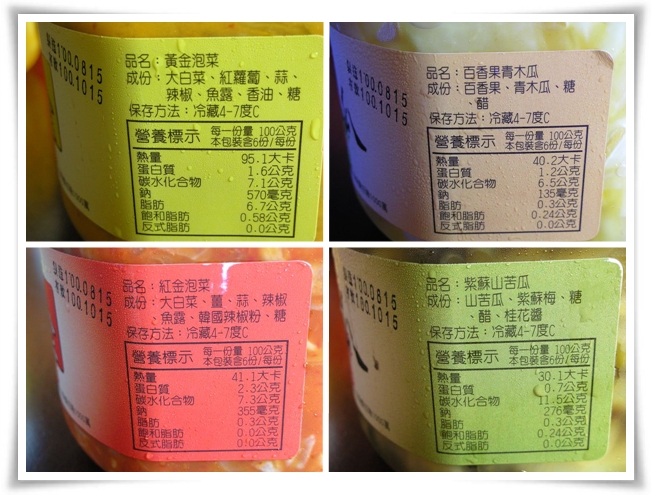 製造100.0815
有效100.1015
品名：黃金泡菜
成份：大白菜、紅蘿蔔、蒜、
辣椒、魚露、香油、糖
保存方法：冷藏4-7度C
營養標示 每一份量 100公克
本包裝含6份/每份
熱量 95.1大卡
蛋白質 1.6公克
碳水化合物 7.1公克
鈉 570毫克
脂肪 6.7公克
飽和脂肪 0.58公克
反式脂肪 0.0公克
製造100.0815
有效100.1015
品名：百香果青木瓜
成份：百香果、青木瓜、糖
、醋
保存方法：冷藏4-7度C
營養標示 每一份量 100公克
本包裝含6份/每份
熱量 40.2大卡
蛋白質 1.2公克
碳水化合物 6.5公克
鈉 135毫克
脂肪 0.3公克
飽和脂肪 0.24公克
反式脂肪 0.0公克
製造100.0815
有效100.1015
品名：紅金泡菜
成份：大白菜、薑、蒜、辣椒
、魚露、韓國辣椒粉、糖
保存方法：冷藏4-7度C
營養標示 每一份量 100公克
本包裝含6份/每份
熱量 41.1大卡
蛋白質 2.3公克
碳水化合物 7.3公克
鈉 355毫克
脂肪 0.3公克
飽和脂肪 0.0公克
反式脂肪 0.0公克
製造100.0815
有效100.1015
品名：紫蘇山苦瓜
成份：山苦瓜、紫蘇梅、糖
、醋、桂花醬
保存方法：冷藏4-7度C
營養標示 每一份量 100公克
本包裝含6份/每份
熱量 30.1大卡
蛋白質 0.7公克
碳水化合物 11.5公克
鈉 276毫克
脂肪 0.3公克
飽和脂肪 0.24公克
反式脂肪 0.0公克